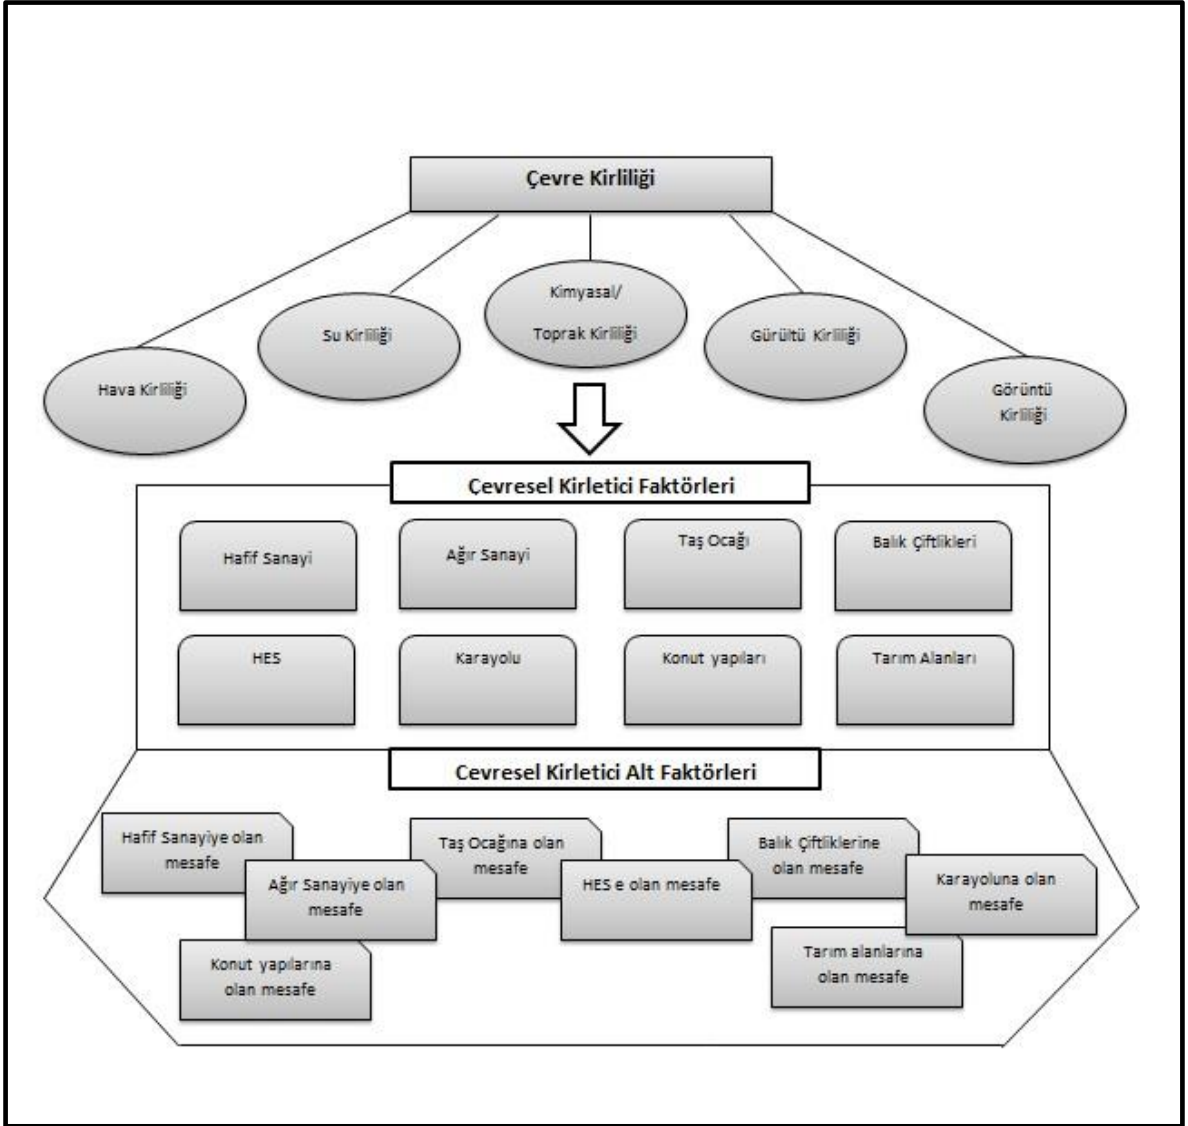 Çevre Kirliliği
Hava Kirliliği
Su Kirliliği
Kimyasal/
Toprak Kirliliği
Gürültü Kirliliği
Görüntü
Kirliliği
Çevresel Kirletici Faktörleri
Hafif Sanayi
Ağır Sanayi
Taş Ocağı
Balık Çiftlikleri
HES
Karayolu
Konut yapıları
Tarım Alanları
Cevresel Kirletici Alt Faktörleri
Hafif Sanayiye olan
mesafe
Ağır Sanayiye olan
mesafe
Taş Ocağına olan
mesafe
HES e olan mesafe
Balık Çiftliklerine
olan mesafe
Karayoluna olan
mesafe
Konut yapılarına
olan mesafe
Tarım alanlarına
olan mesafe